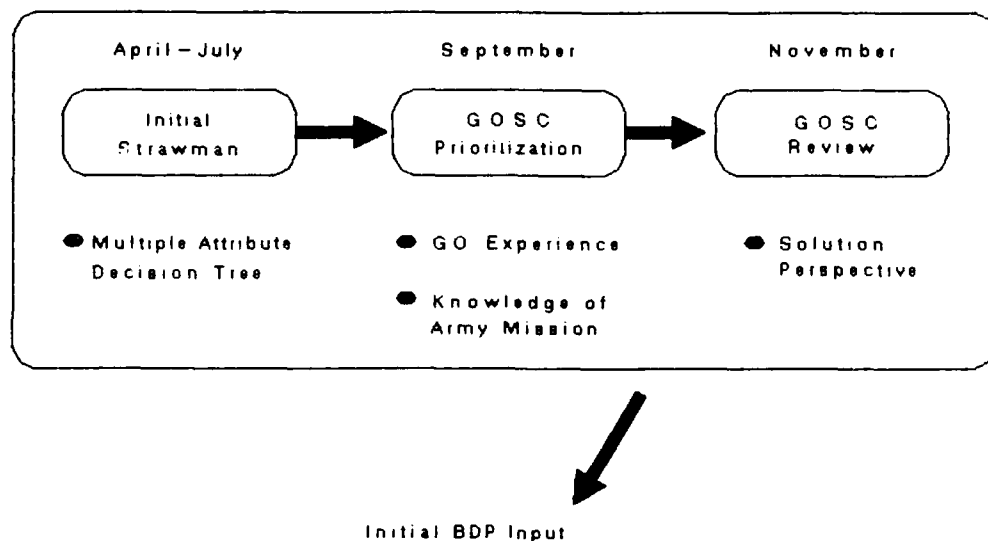 April-July
September
November
Initial
Strawman
GOSC
Prioritization
GOSC
Review
Multiple Attribute
Decision Tree
GO Experience
Knowledge of
Army Mission
Solution
Perspective
Initial BDP Input